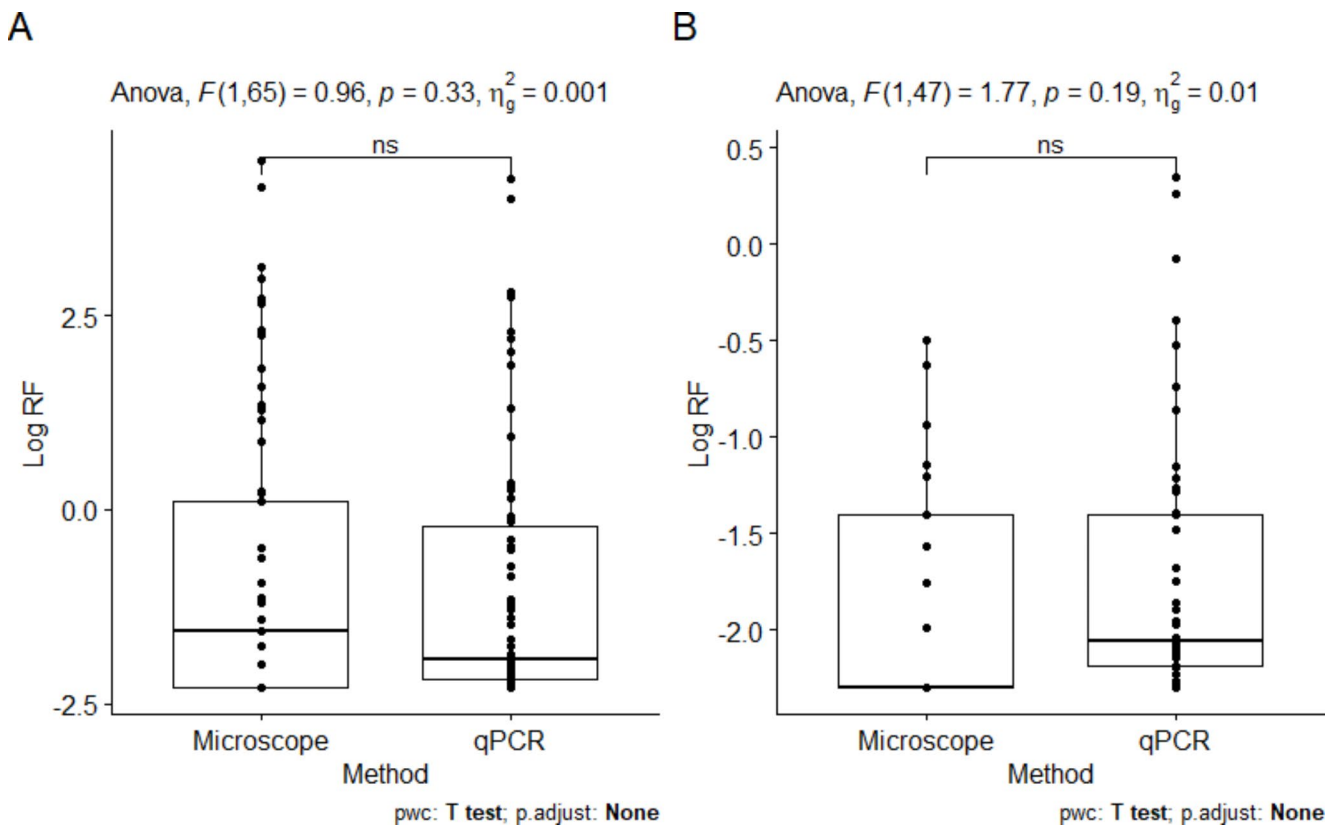 A
Anova, F(1,65) = 0.96, p = 0.33, η²g = 0.001
ns
2.5
0.0
-2.5
Log RF
Microscope
qPCR
Method
pwc: T test; p.adjust: None
B
Anova, F(1,47) = 1.77, p = 0.19, η²g = 0.01
ns
0.5
0.0
-0.5
-1.0
-1.5
-2.0
Log RF
Microscope
qPCR
Method
pwc: T test; p.adjust: None